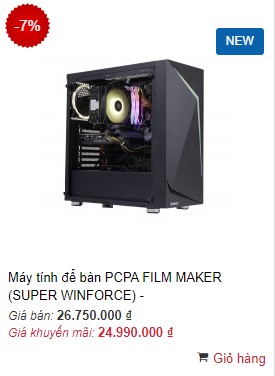 -7%
NEW
Máy tính để bàn PCPA FILM MAKER
(SUPER WINFORCE) -
Giá bán: 26.750.000 ₫
Giá khuyến mãi: 24.990.000 ₫
Giỏ hàng